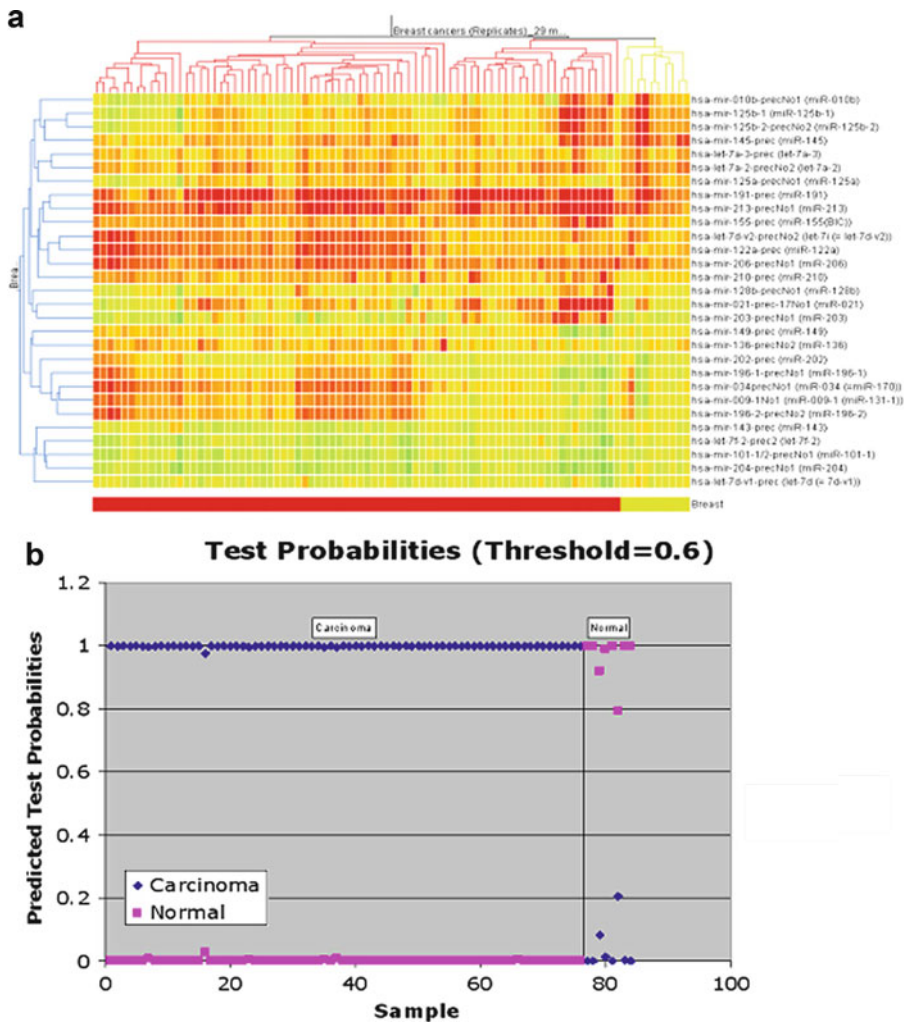 a
Breast cancers (Replicates)_29 m...
hsa-mir-010b-precNo1 (miR-010b)
hsa-mir-125b-1 (miR-125b-1)
hsa-mir-125b-2-precNo2 (miR-125b-2)
hsa-mir-145-prec (miR-145)
hsa-let-7a-3-prec (let-7a-3)
hsa-let-7a-2-precNo2 (let-7a-2)
hsa-mir-125a-precNo1 (miR-125a)
hsa-mir-191-prec (miR-191)
hsa-mir-213-precNo1 (miR-213)
hsa-mir-155-prec (miR-155(BIC))
hsa-let-7d-v2-precNo2 (let-7i (= let-7d-v2))
hsa-mir-122a-prec (miR-122a)
hsa-mir-206-precNo1 (miR-206)
hsa-mir-210-prec (miR-210)
hsa-mir-128b-precNo1 (miR-128b)
hsa-mir-021-prec-17No1 (miR-021)
hsa-mir-203-precNo1 (miR-203)
hsa-mir-149-prec (miR-149)
hsa-mir-136-precNo2 (miR-136)
hsa-mir-202-prec (miR-202)
hsa-mir-196-1-precNo1 (miR-196-1)
hsa-mir-034precNo1 (miR-034 (=miR-170))
hsa-mir-009-1No1 (miR-009-1 (miR-131-1))
hsa-mir-196-2-precNo2 (miR-196-2)
hsa-mir-143-prec (miR-143)
hsa-let-7f-2-prec2 (let-7f-2)
hsa-mir-101-1/2-precNo1 (miR-101-1)
hsa-mir-204-precNo1 (miR-204)
hsa-let-7d-v1-prec (let-7d (= 7d-v1))
Brea
Breast
b
Test Probabilities (Threshold=0.6)
Predicted Test Probabilities
1.2
1
0.8
0.6
0.4
0.2
0
Carcinoma
Normal
Carcinoma
Normal
0 20 40 60 80 100
Sample